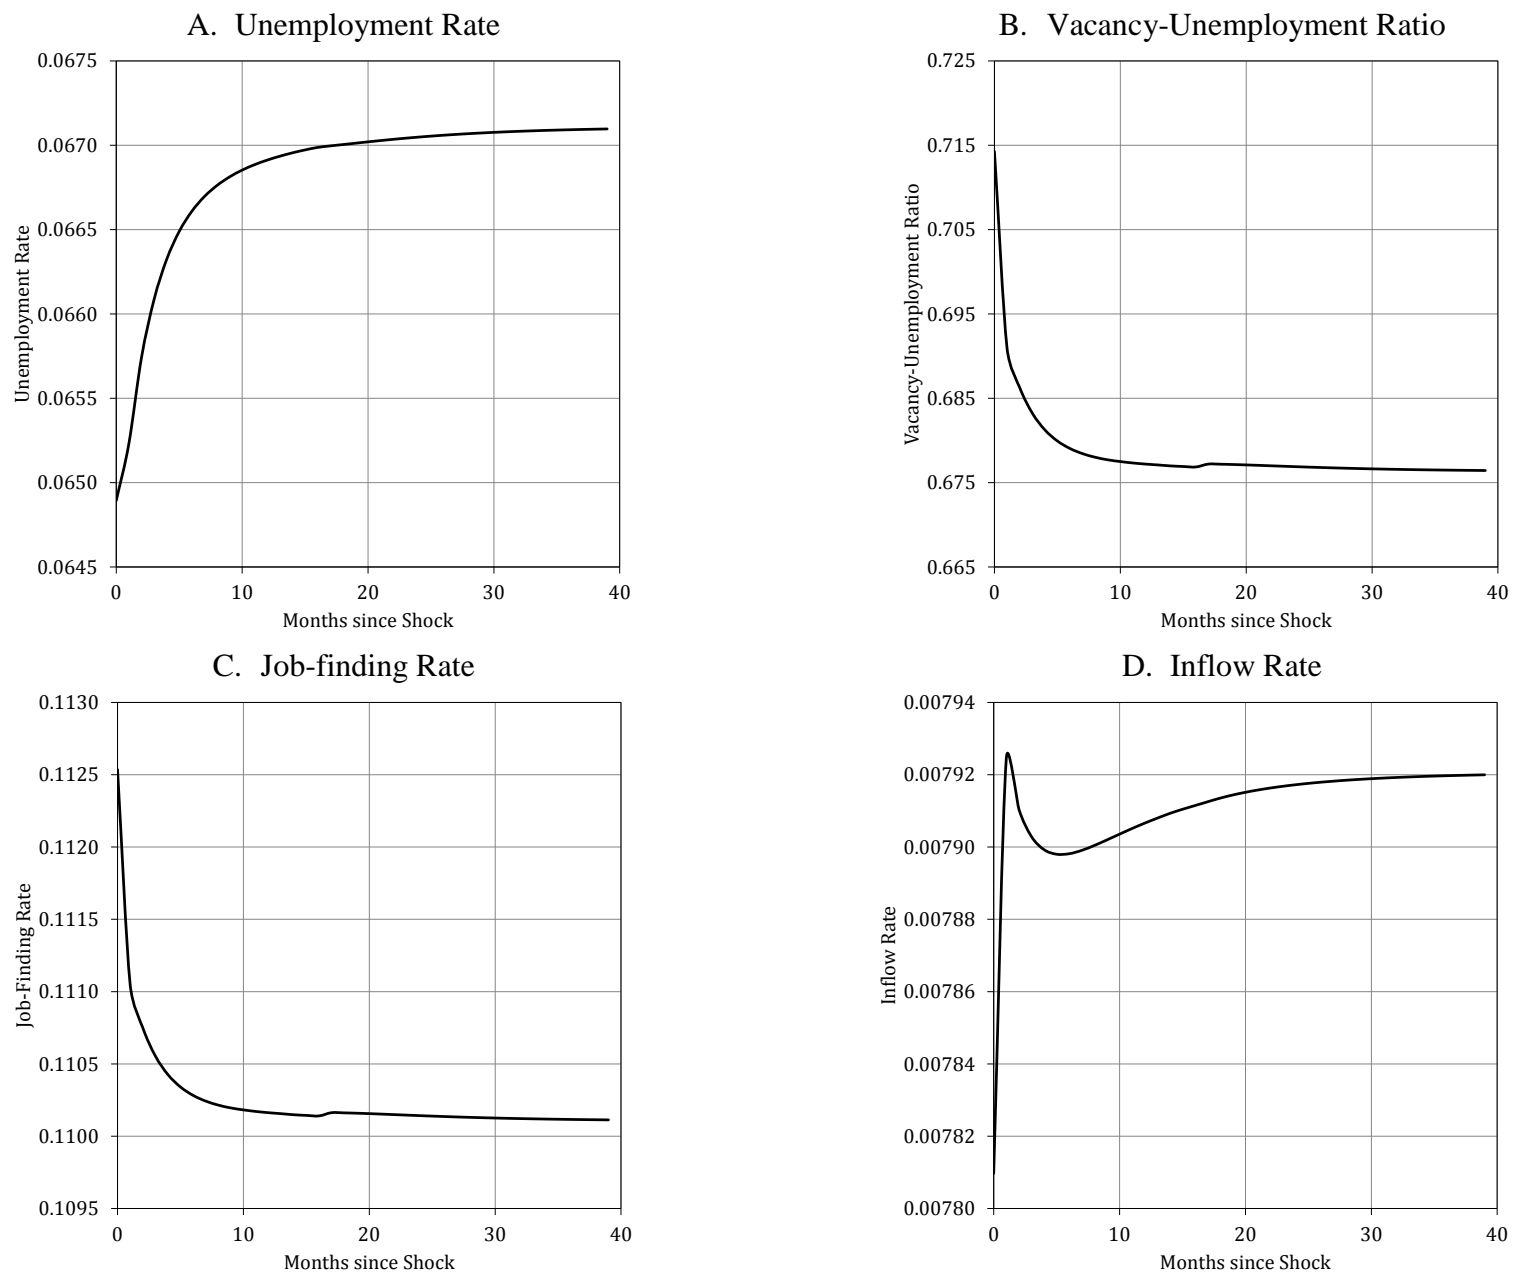 A. Unemployment Rate
0.0675
0.0670
0.0665
0.0660
0.0655
0.0650
0.0645
Unemployment Rate
0 10 20 30 40
Months since Shock
B. Vacancy-Unemployment Ratio
0.725
0.715
0.705
0.695
0.685
0.675
0.665
Vacancy-Unemployment Ratio
0 10 20 30 40
Months since Shock
C. Job-finding Rate
0.1130
0.1125
0.1120
0.1115
0.1110
0.1105
0.1100
0.1095
Job-Finding Rate
0 10 20 30 40
Months since Shock
D. Inflow Rate
0.00794
0.00792
0.00790
0.00788
0.00786
0.00784
0.00782
0.00780
Inflow Rate
0 10 20 30 40
Months since Shock